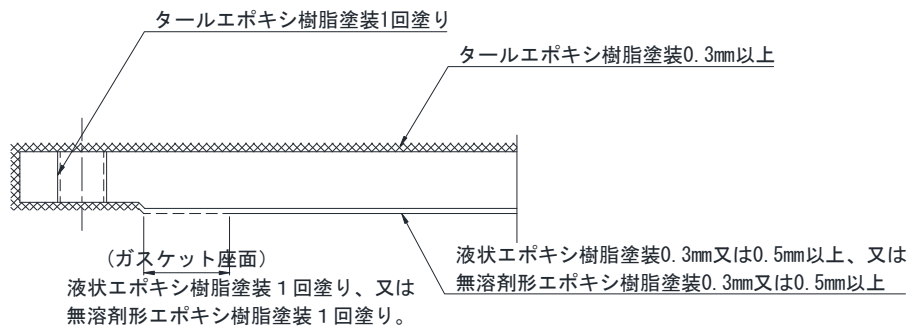 タールエポキシ樹脂塗装1回塗り
タールエポキシ樹脂塗装0.3mm以上
(ガスケット座面)
液状エポキシ樹脂塗装１回塗り、又は
無溶剤形エポキシ樹脂塗装１回塗り。
液状エポキシ樹脂塗装0.3mm又は0.5mm以上、又は
無溶剤形エポキシ樹脂塗装0.3mm又は0.5mm以上